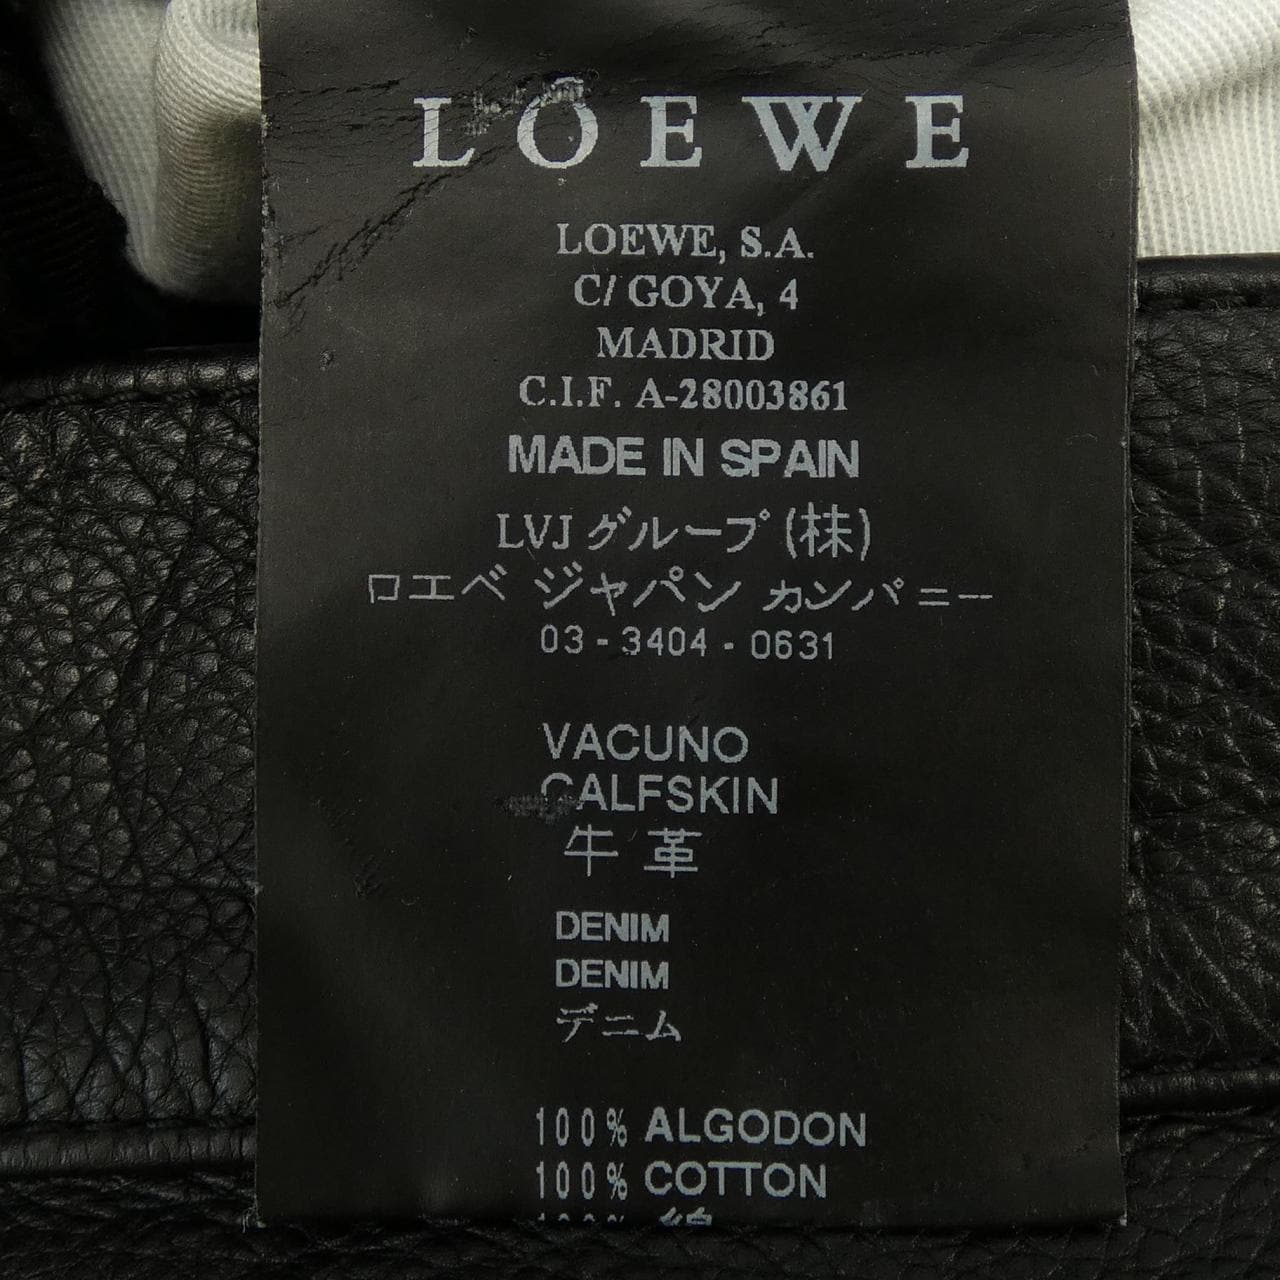 LOEWE
LOEWE, S.A.
C/ GOYA, 4
MADRID
C.I.F. A-28003861
MADE IN SPAIN
LVJ グループ (株)
ロエベ ジャパン カンパニー
03 - 3404 - 0631
VACUNO
CALFSKIN
牛 革
DENIM
DENIM
デニム
100% ALGODON
100% COTTON
100% 綿